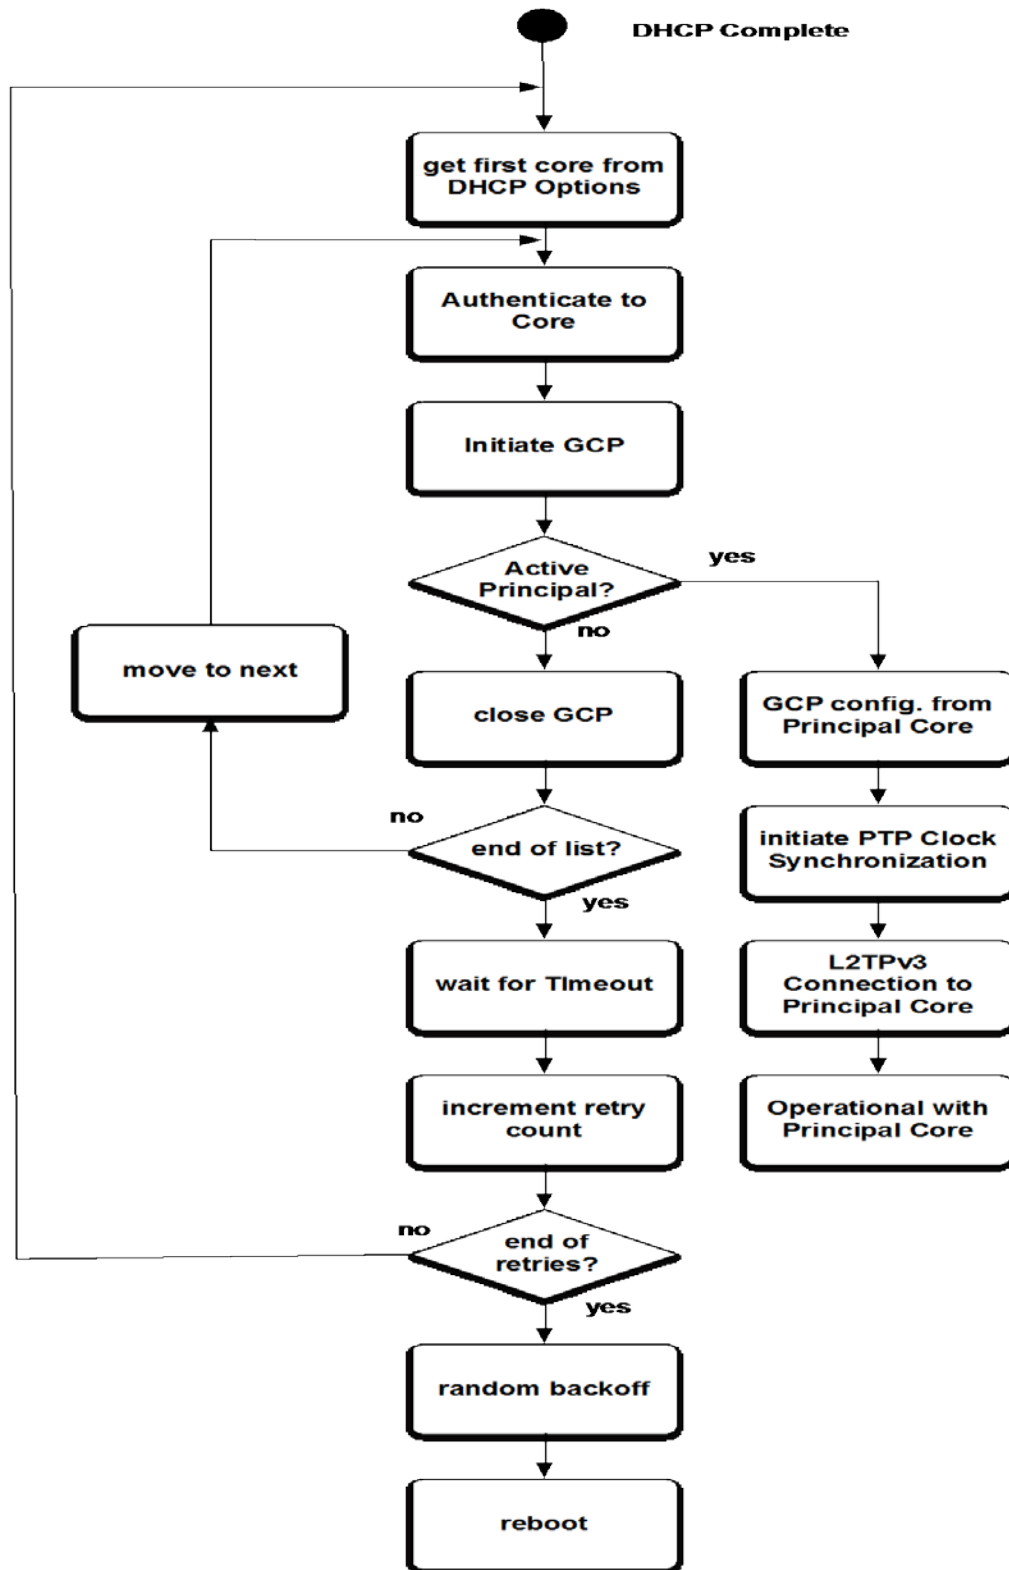 DHCP Complete
get first core from
DHCP Options
Authenticate to
Core
Initiate GCP
Active
Principal?
yes
no
move to next
close GCP
GCP config. from
Principal Core
no
end of list?
yes
initiate PTP Clock
Synchronization
wait for TImeout
L2TPv3
Connection to
Principal Core
increment retry
count
Operational with
Principal Core
no
end of
retries?
yes
random backoff
reboot